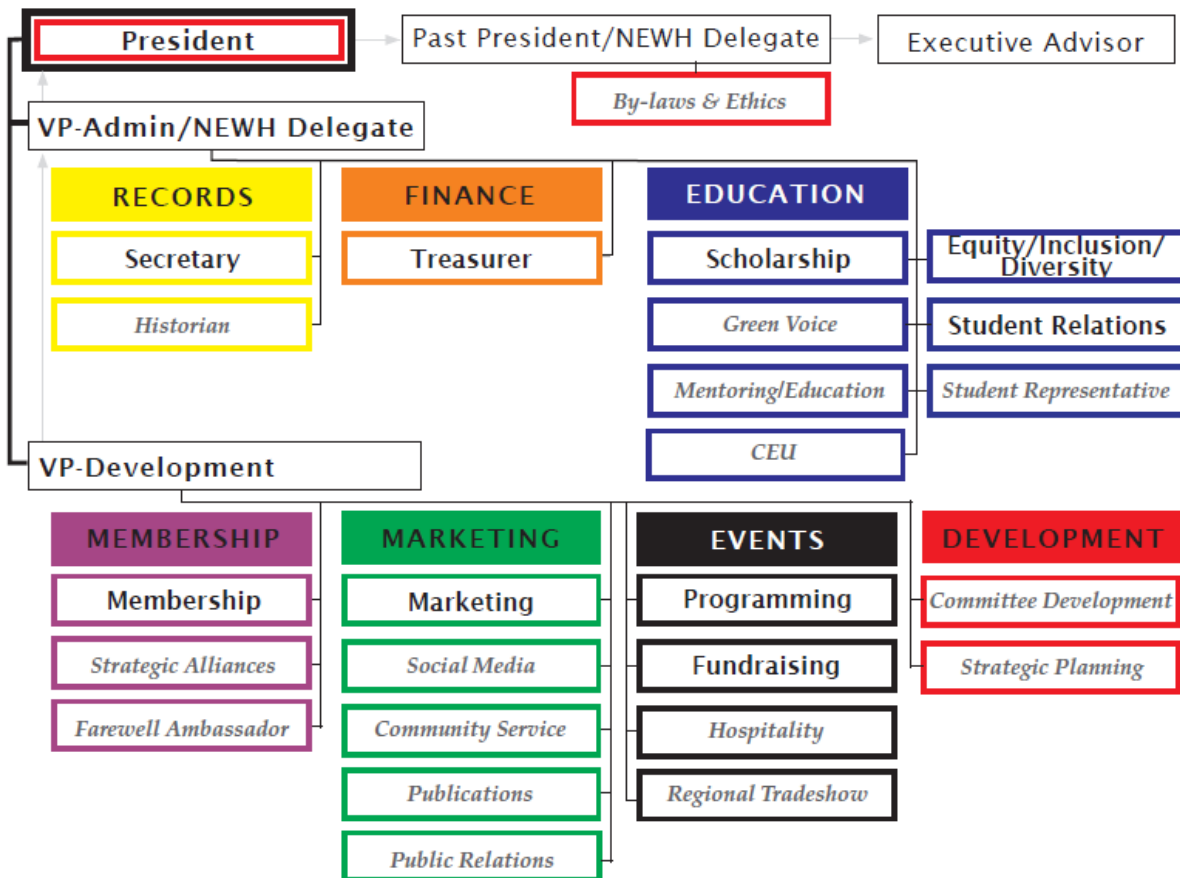 President
Past President/NEWH Delegate
Executive Advisor
By-laws & Ethics
VP-Admin/NEWH Delegate
RECORDS
FINANCE
EDUCATION
Secretary
Treasurer
Scholarship
Equity/Inclusion/
Diversity
Historian
Green Voice
Student Relations
Mentoring/Education
Student Representative
CEU
VP-Development
MEMBERSHIP
MARKETING
EVENTS
DEVELOPMENT
Membership
Marketing
Programming
Committee Development
Strategic Alliances
Social Media
Fundraising
Strategic Planning
Farewell Ambassador
Community Service
Hospitality
Publications
Regional Tradeshow
Public Relations